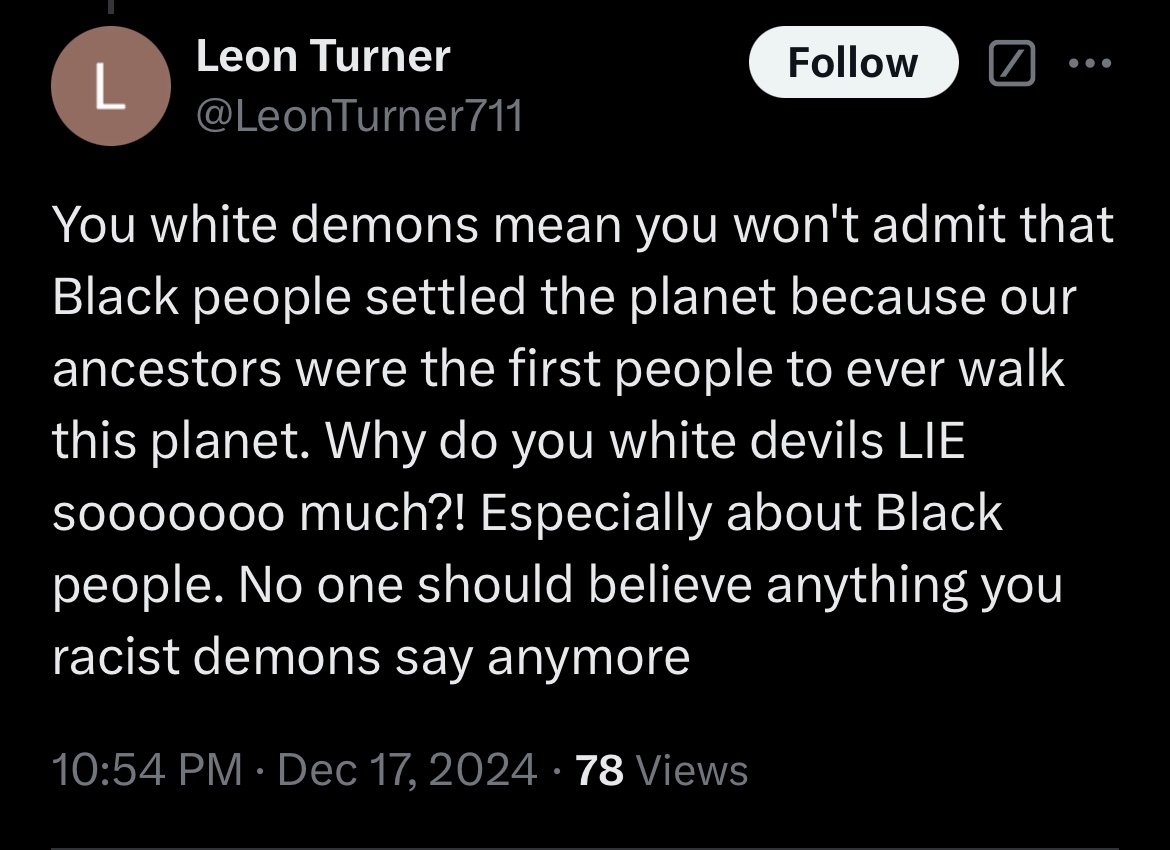 L
Leon Turner
Follow
@LeonTurner711
You white demons mean you won't admit that
Black people settled the planet because our
ancestors were the first people to ever walk
this planet. Why do you white devils LIE
sooooooo much?! Especially about Black
people. No one should believe anything you
racist demons say anymore
10:54 PM · Dec 17, 2024 · 78 Views